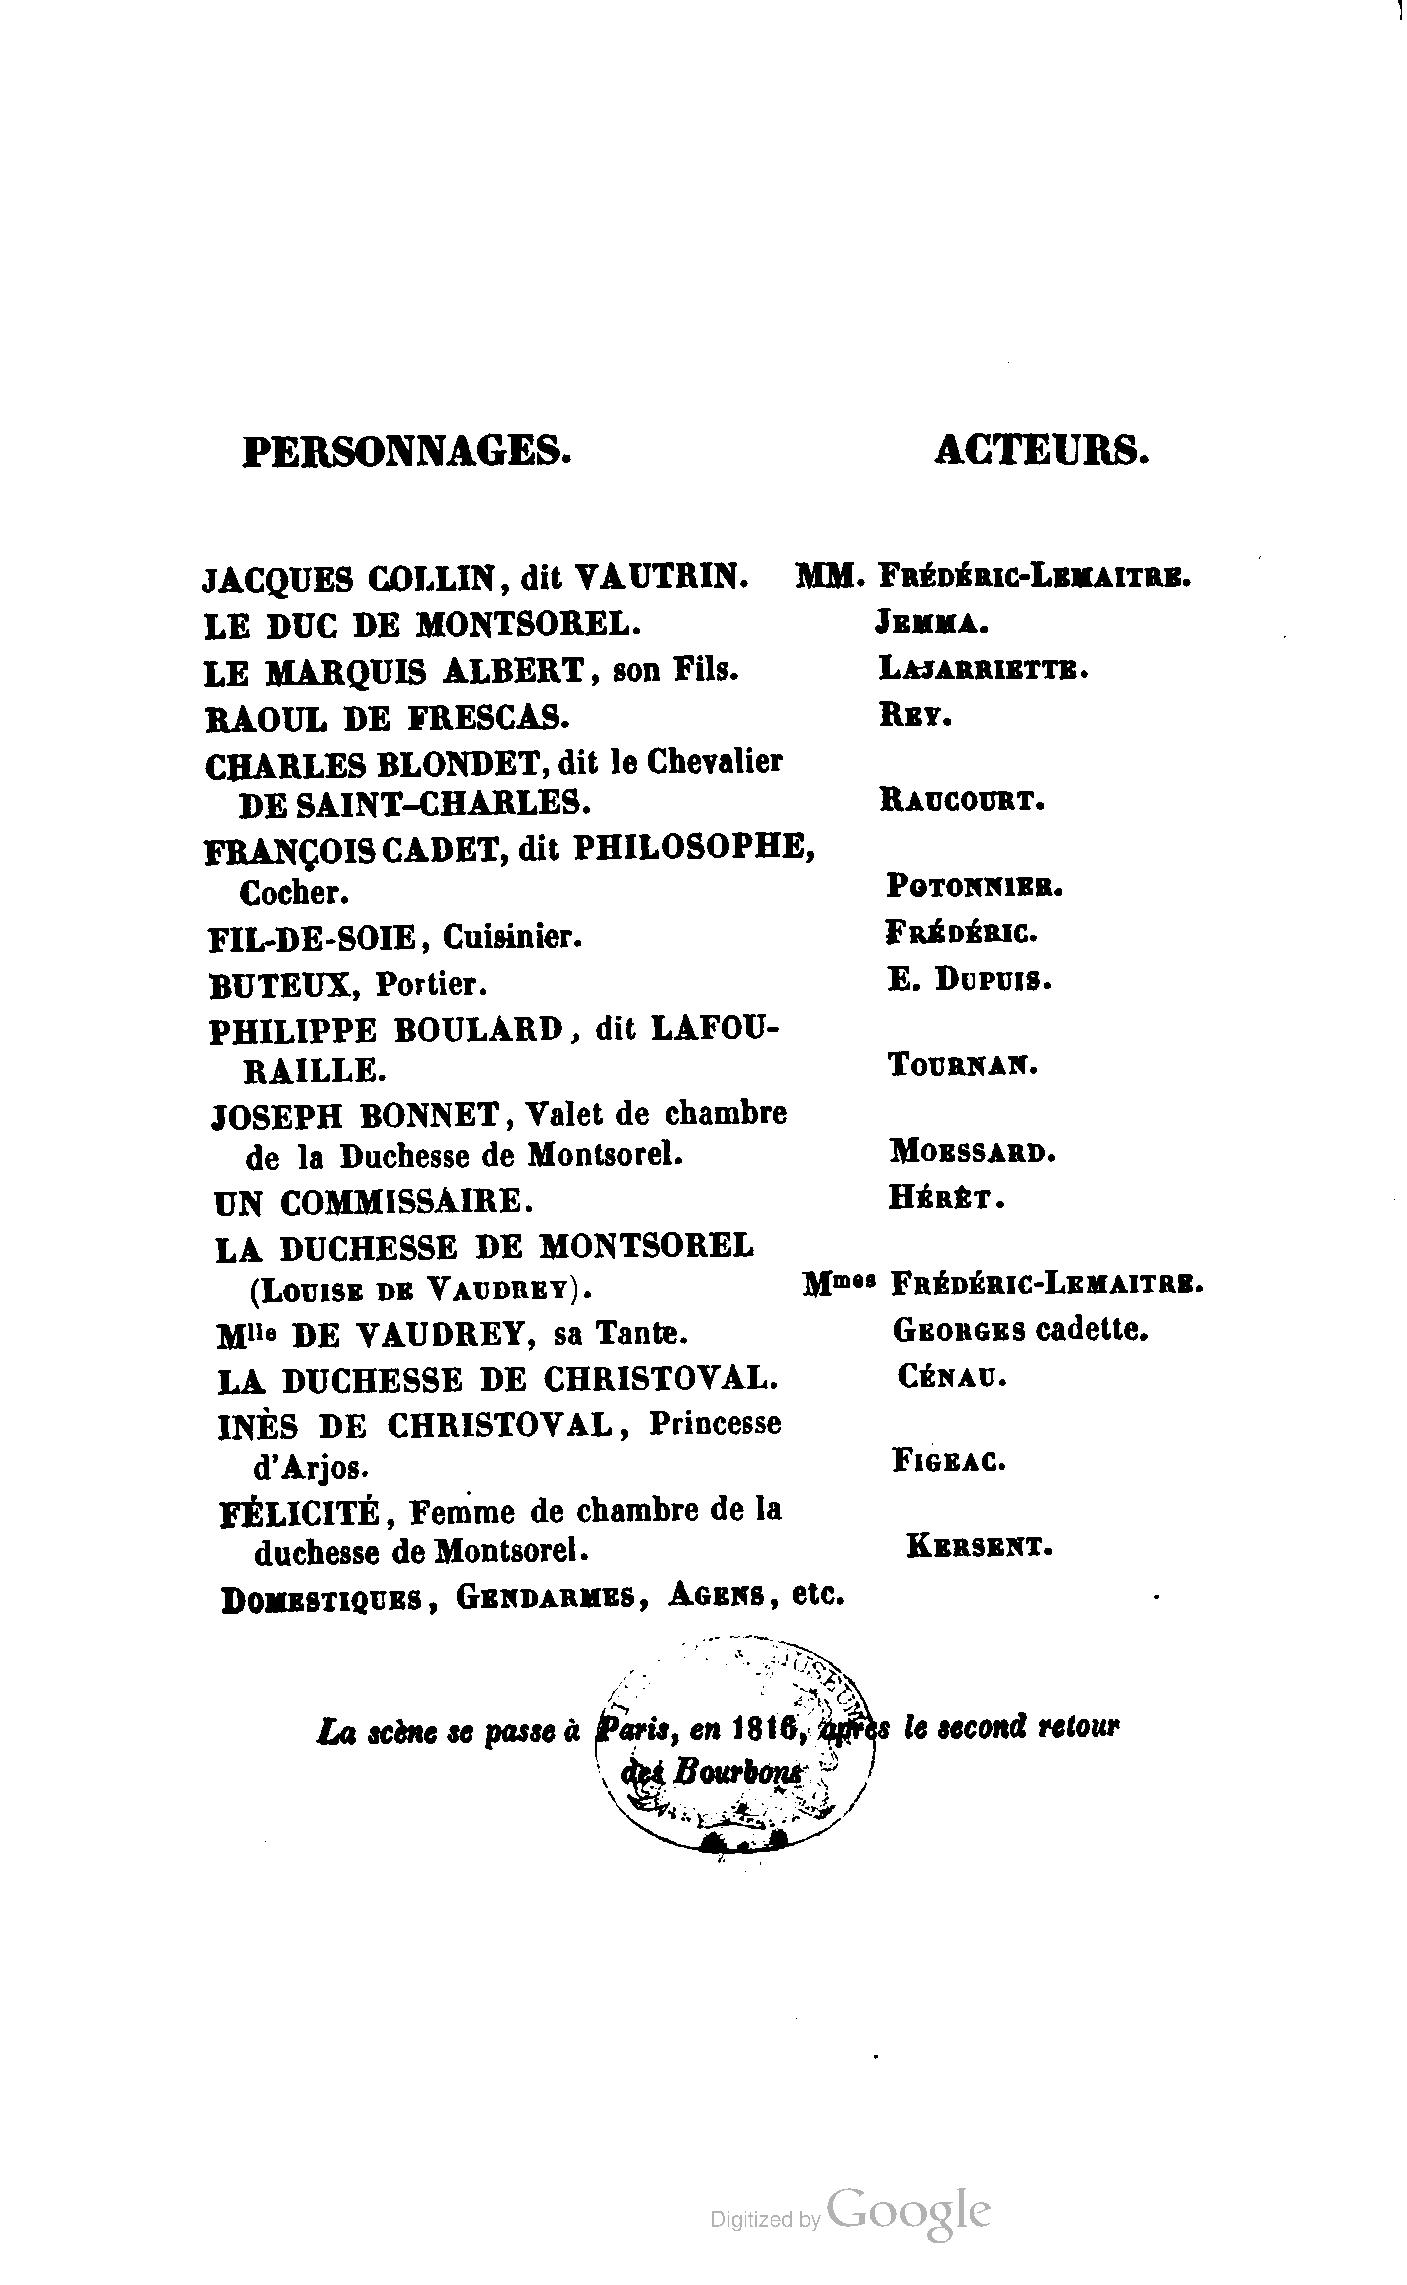 PERSONNAGES. ACTEURS.
JACQUES COLLIN, dit VAUTRIN. MM. FRÉDÉRIC-LEMAITRE.
LE DUC DE MONTSOREL. JEMMA.
LE MARQUIS ALBERT, son Fils. LAJARRIETTE.
RAOUL DE FRESCAS. REY.
CHARLES BLONDET, dit le Chevalier
DE SAINT-CHARLES. RAUCOURT.
FRANÇOIS CADET, dit PHILOSOPHE,
Cocher. POTONNIER.
FIL-DE-SOIE, Cuisinier. FRÉDÉRIC.
BUTEUX, Portier. E. DUPUIS.
PHILIPPE BOULARD, dit LAFOU-
RAILLE. TOURNAN.
JOSEPH BONNET, Valet de chambre
de la Duchesse de Montsorel. MOESSARD.
UN COMMISSAIRE. HÉRÊT.
LA DUCHESSE DE MONTSOREL
(LOUISE DE VAUDREY). Mmes FRÉDÉRIC-LEMAITRE.
Mlle DE VAUDREY, sa Tante. GEORGES cadette.
LA DUCHESSE DE CHRISTOVAL. CÉNAU.
INÈS DE CHRISTOVAL, Princesse
d'Arjos. FIGEAC.
FÉLICITÉ, Femme de chambre de la
duchesse de Montsorel. KERSENT.
DOMESTIQUES, GENDARMES, AGENS, etc.
La scène se passe à Paris, en 1816, après le second retour
des Bourbons
Digitized by Google